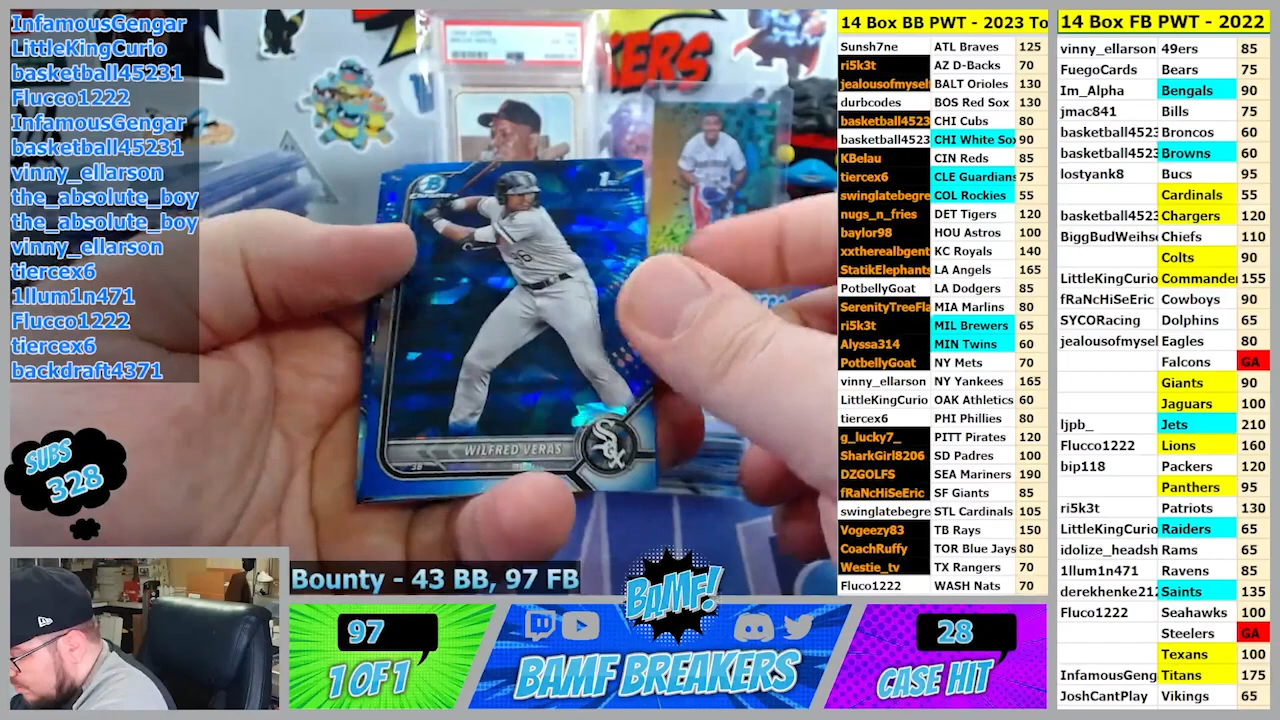 InfamousGengar
LittleKingCurio
basketball45231
Flucco1222
InfamousGengar
basketball45231
vinny_ellarson
the_absolute_boy
the_absolute_boy
vinny_ellarson
tiercex6
1llum1n471
Flucco1222
tiercex6
backdraft4371
SUBS
328
ERS
Chrome
1st
WILFRED VERAS
38
Sox
Bounty - 43 BB, 97 FB
BAMF!
97
1 OF 1
BAMF BREAKERS
28
CASE HIT
14 Box BB PWT - 2023 To
Sunsh7ne ATL Braves 125
ri5k3t AZ D-Backs 70
jealousofmysel BALT Orioles 130
durbcodes BOS Red Sox 130
basketball4523 CHI Cubs 80
basketball4523 CHI White Sox 90
KBelau CIN Reds 85
tiercex6 CLE Guardians 75
swinglatebegre COL Rockies 55
nugs_n_fries DET Tigers 120
baylor98 HOU Astros 100
xxtherealbgent KC Royals 140
StatikElephants LA Angels 165
PotbellyGoat LA Dodgers 85
SerenityTreeFla MIA Marlins 80
ri5k3t MIL Brewers 65
Alyssa314 MIN Twins 60
PotbellyGoat NY Mets 70
vinny_ellarson NY Yankees 165
LittleKingCurio OAK Athletics 60
tiercex6 PHI Phillies 80
g_lucky7_ PITT Pirates 120
SharkGirl8206 SD Padres 100
DZGOLFS SEA Mariners 190
fRaNcHiSeEric SF Giants 85
swinglatebegre STL Cardinals 105
Vogeezy83 TB Rays 150
CoachRuffy TOR Blue Jays 80
Westie_tv TX Rangers 70
Fluco1222 WASH Nats 70
14 Box FB PWT - 2022
vinny_ellarson 49ers 85
FuegoCards Bears 75
Im_Alpha Bengals 90
jmac841 Bills 75
basketball4523 Broncos 60
basketball4523 Browns 60
lostyank8 Bucs 95
Cardinals 55
basketball4523 Chargers 120
BiggBudWeihs Chiefs 110
Colts 90
LittleKingCurio Commander 155
fRaNcHiSeEric Cowboys 90
SYCORacing Dolphins 65
jealousofmysel Eagles 80
Falcons GA
Giants 90
Jaguars 100
ljpb_ Jets 210
Flucco1222 Lions 160
bip118 Packers 120
Panthers 95
ri5k3t Patriots 130
LittleKingCurio Raiders 65
idolize_headsh Rams 65
1llum1n471 Ravens 85
derekhenke212 Saints 135
Fluco1222 Seahawks 100
Steelers GA
Texans 100
InfamousGeng Titans 175
JoshCantPlay Vikings 65